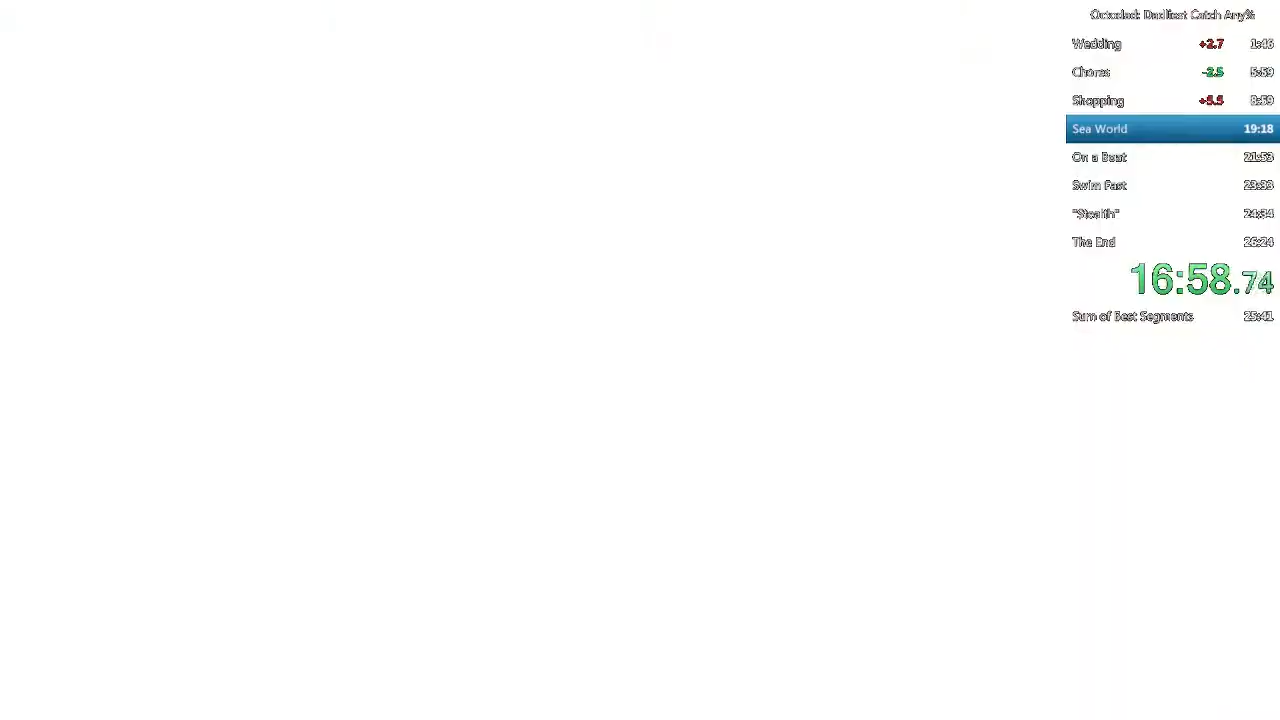 Octodad: Dadliest Catch Any%
Wedding +2.7 1:46
Chores -2.5 5:59
Shopping +5.5 8:59
Sea World 19:18
On a Boat 21:53
Swim Fast 23:33
"Stealth" 24:34
The End 26:24
16:58.74
Sum of Best Segments 25:41